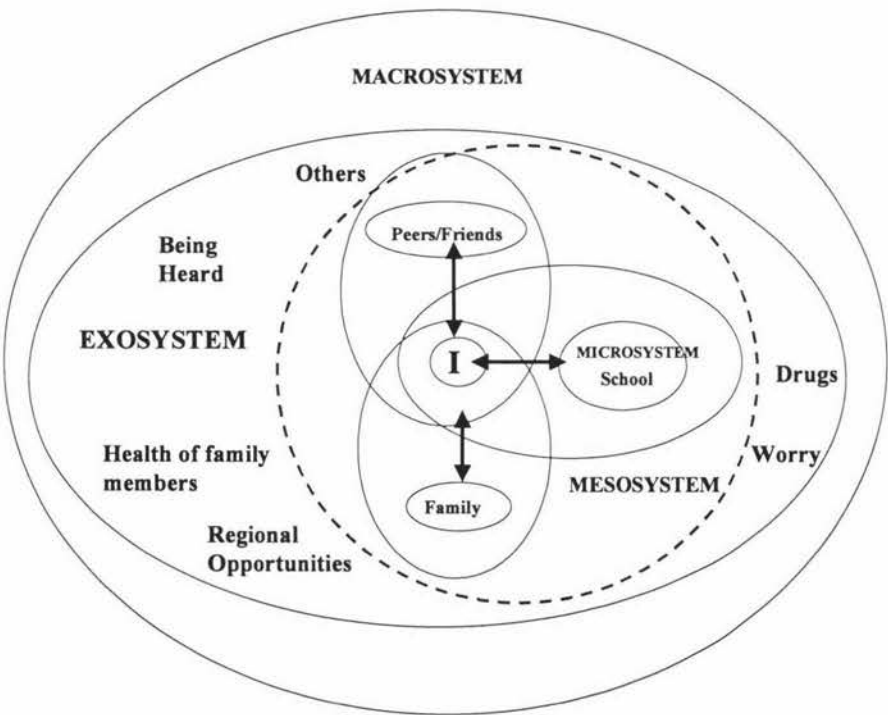 MACROSYSTEM
Others
Peers/Friends
Being
Heard
EXOSYSTEM
I
MICROSYSTEM
School
Drugs
Health of family
members
Worry
MESOSYSTEM
Family
Regional
Opportunities